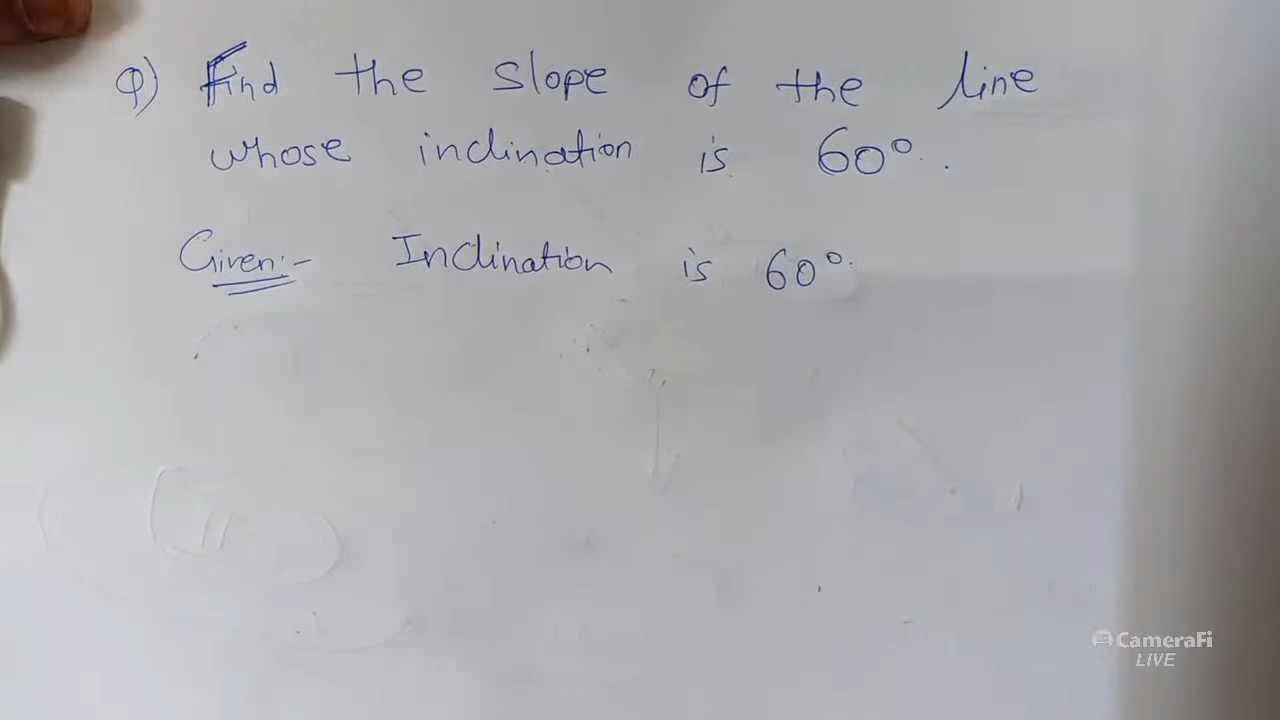 Q) Find the slope of the line
whose inclination is 60°.
Given:- Inclination is 60°.
CameraFi
LIVE